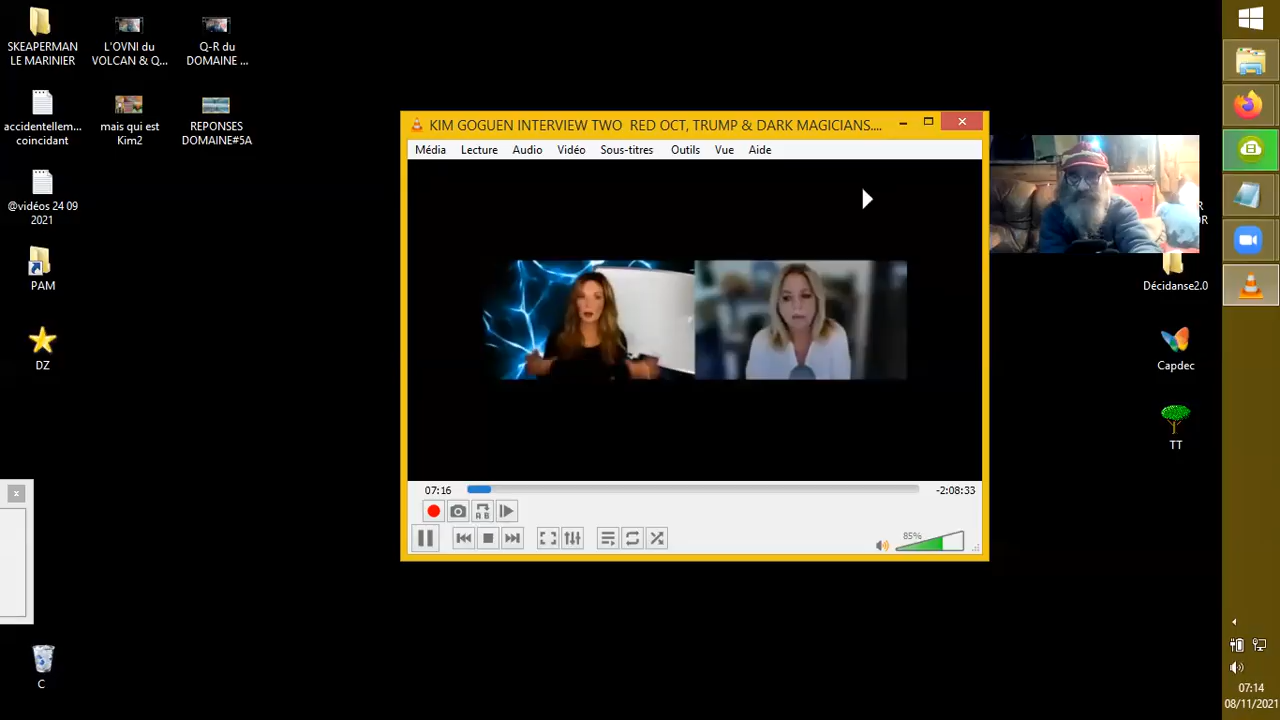 SKEAPERMAN
LE MARINIER
L'OVNI du
VOLCAN & Q...
Q-R du
DOMAINE ...
accidentellem...
coincidant
mais qui est
Kim2
REPONSES
DOMAINE#5A
@vidéos 24 09
2021
PAM
DZ
C
KIM GOGUEN INTERVIEW TWO  RED OCT, TRUMP & DARK MAGICIANS....
Média Lecture Audio Vidéo Sous-titres Outils Vue Aide
07:16
-2:08:33
A B
85%
Décidanse2.0
Capdec
TT
07:14
08/11/2021